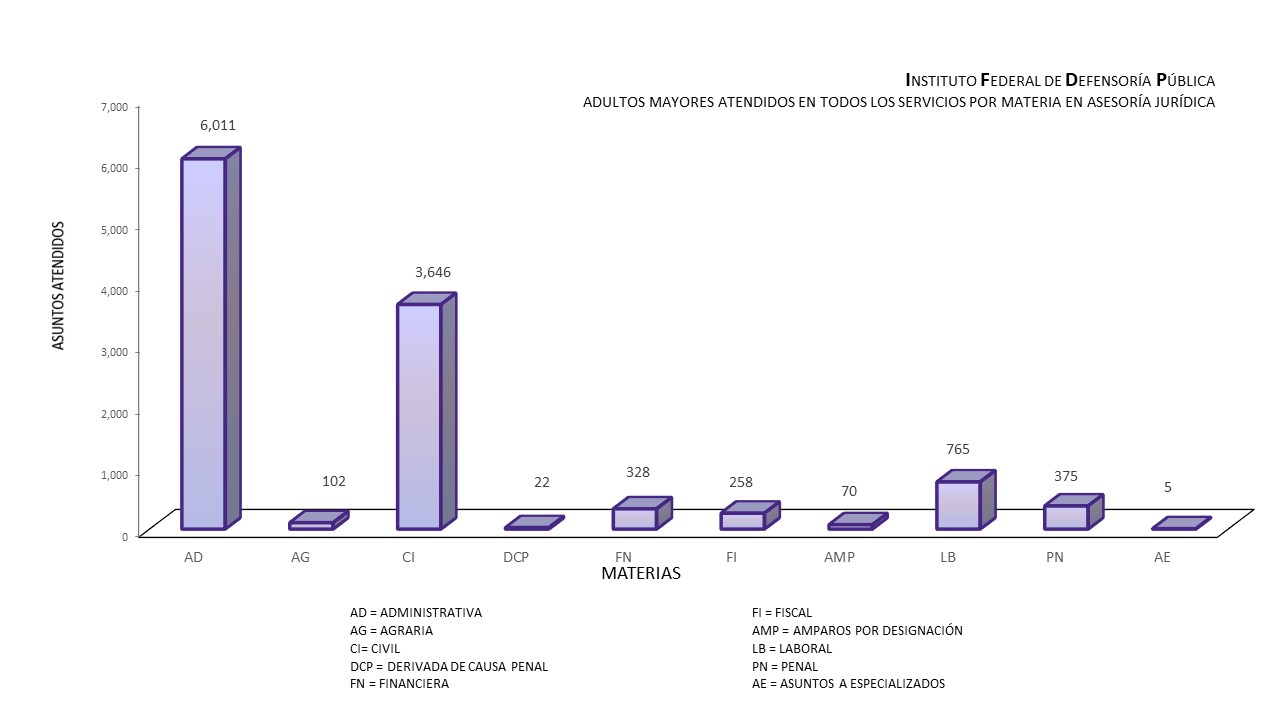 INSTITUTO FEDERAL DE DEFENSORÍA PÚBLICA
ADULTOS MAYORES ATENDIDOS EN TODOS LOS SERVICIOS POR MATERIA EN ASESORÍA JURÍDICA
ASUNTOS ATENDIDOS
7,000
6,000
5,000
4,000
3,000
2,000
1,000
0
6,011
102
3,646
22
328
258
70
765
375
5
AD AG CI DCP FN FI AMP LB PN AE
MATERIAS
AD = ADMINISTRATIVA
AG = AGRARIA
CI= CIVIL
DCP = DERIVADA DE CAUSA PENAL
FN = FINANCIERA
FI = FISCAL
AMP = AMPAROS POR DESIGNACIÓN
LB = LABORAL
PN = PENAL
AE = ASUNTOS A ESPECIALIZADOS